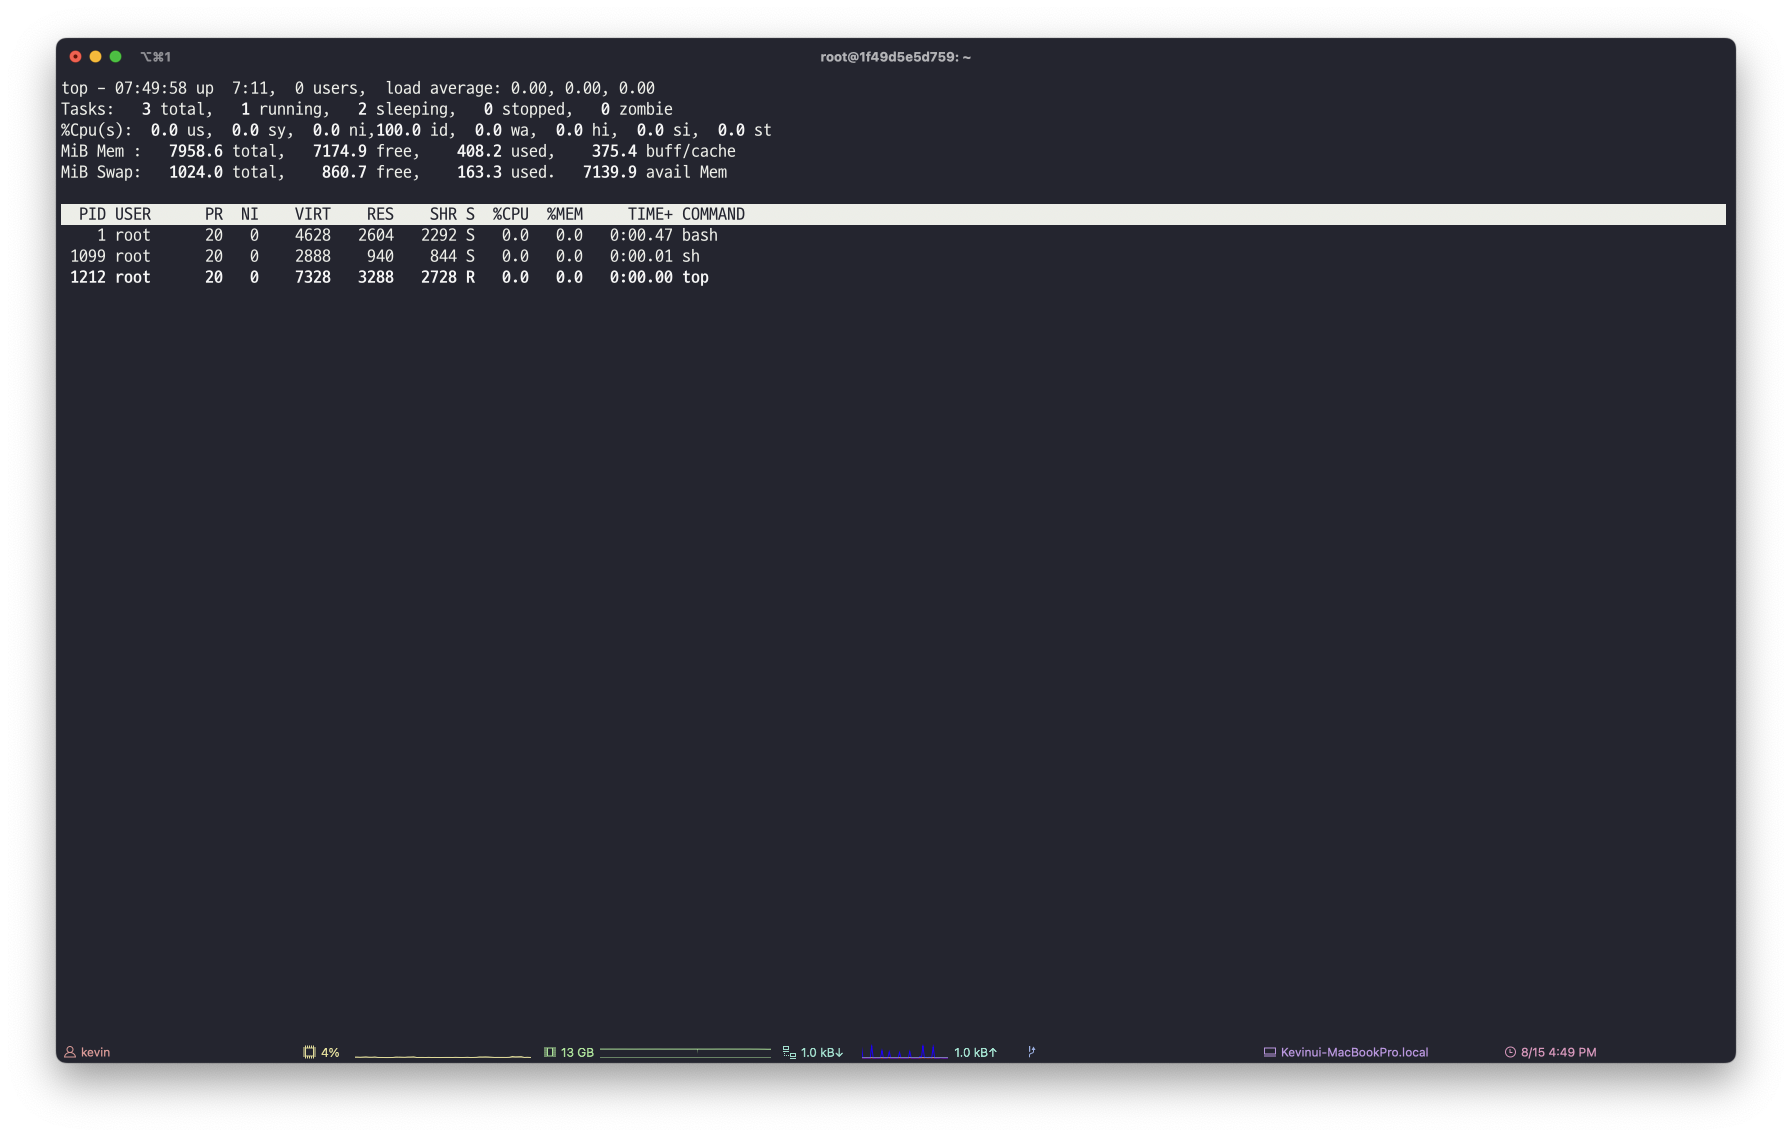 ⌥⌘1 root@1f49d5e5d759: ~
top - 07:49:58 up  7:11,  0 users,  load average: 0.00, 0.00, 0.00
Tasks:   3 total,   1 running,   2 sleeping,   0 stopped,   0 zombie
%Cpu(s):  0.0 us,  0.0 sy,  0.0 ni,100.0 id,  0.0 wa,  0.0 hi,  0.0 si,  0.0 st
MiB Mem :   7958.6 total,   7174.9 free,    408.2 used,    375.4 buff/cache
MiB Swap:   1024.0 total,    860.7 free,    163.3 used.   7139.9 avail Mem
  PID USER      PR  NI    VIRT    RES    SHR S  %CPU  %MEM     TIME+ COMMAND
    1 root      20   0    4628   2604   2292 S   0.0   0.0   0:00.47 bash
 1099 root      20   0    2888    940    844 S   0.0   0.0   0:00.01 sh
 1212 root      20   0    7328   3288   2728 R   0.0   0.0   0:00.00 top
kevin 4% 13 GB 1.0 kB↓ 1.0 kB↑ Kevinui-MacBookPro.local 8/15 4:49 PM